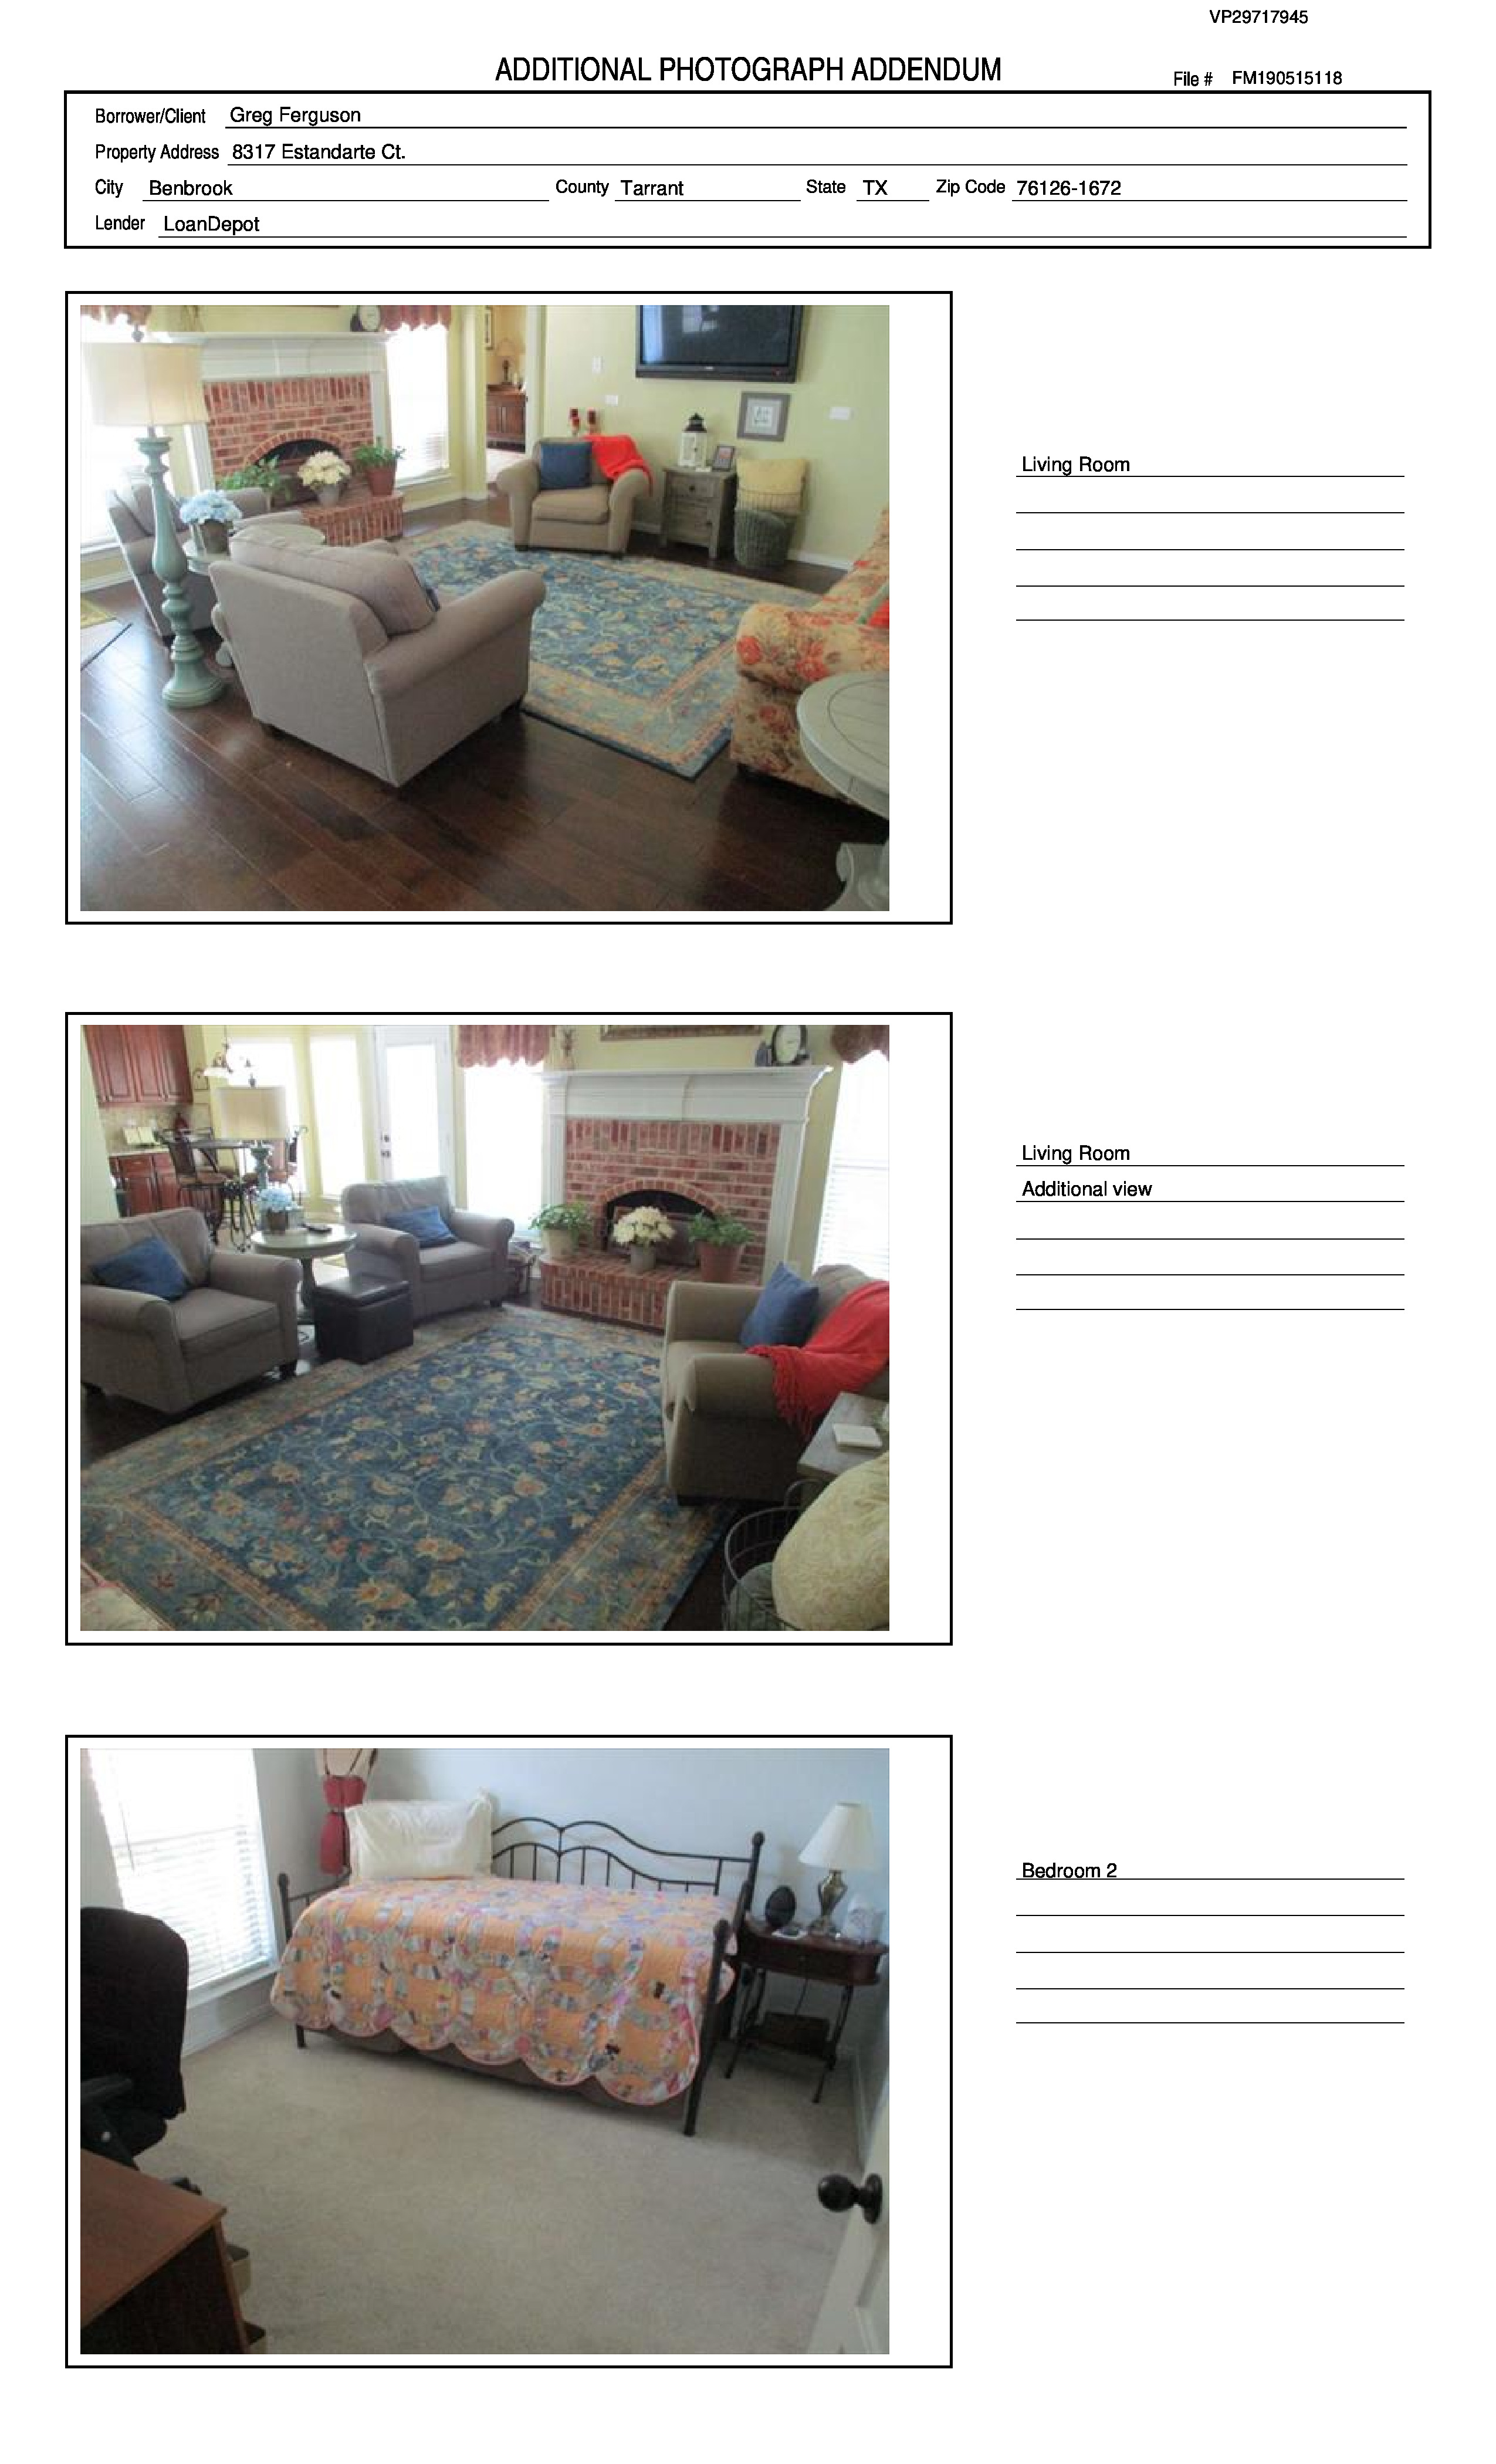 VP29717945
ADDITIONAL PHOTOGRAPH ADDENDUM File # FM190515118
Borrower/Client Greg Ferguson
Property Address 8317 Estandarte Ct.
City Benbrook County Tarrant State TX Zip Code 76126-1672
Lender LoanDepot
Living Room
Living Room
Additional view
Bedroom 2